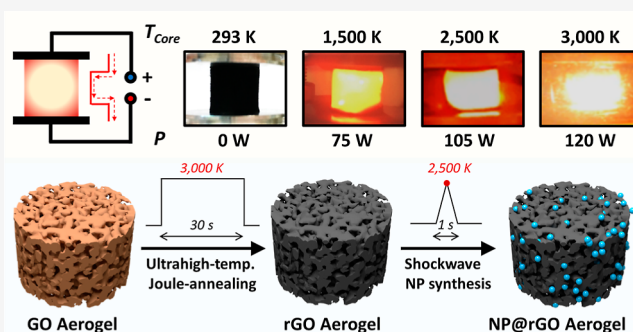 T_Core 293 K 1,500 K 2,500 K 3,000 K
+
-
P 0 W 75 W 105 W 120 W
3,000 K
30 s
Ultrahigh-temp.
Joule-annealing
2,500 K
1 s
Shockwave
NP synthesis
GO Aerogel rGO Aerogel NP@rGO Aerogel